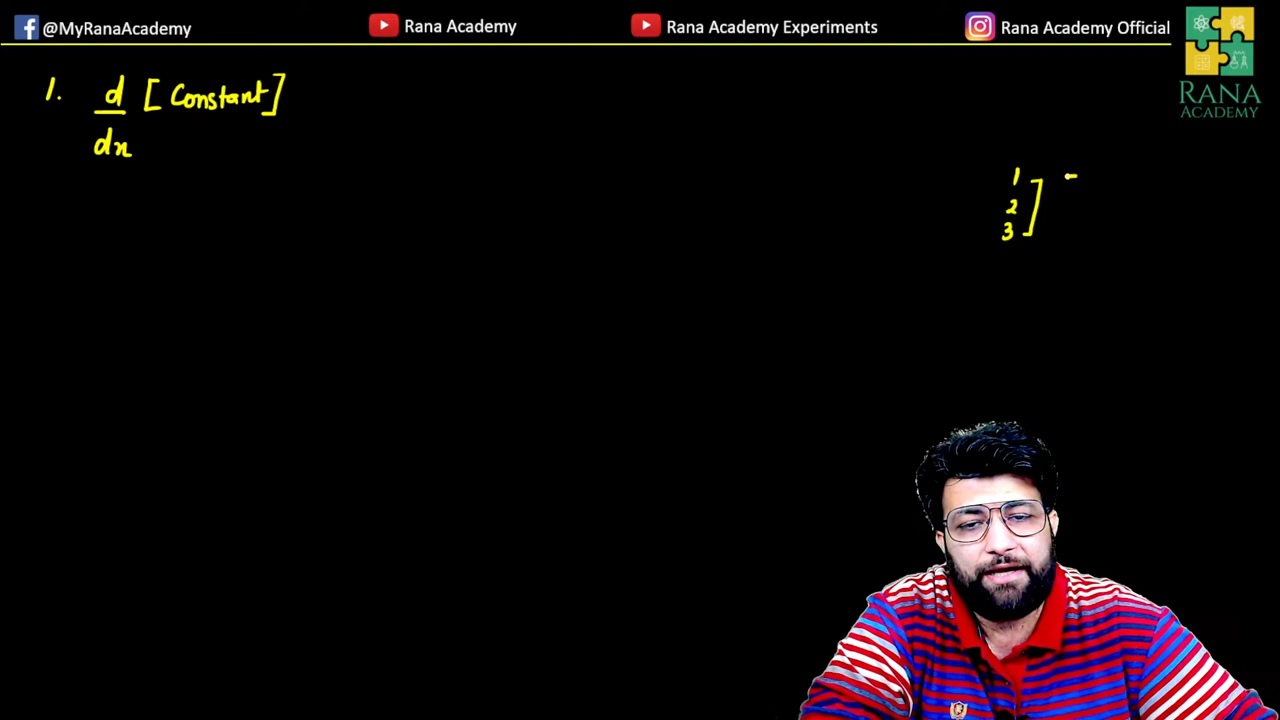 @MyRanaAcademy Rana Academy Rana Academy Experiments Rana Academy Official
RANA
ACADEMY
1. d/dx [Constant]
1
2
3 ] -